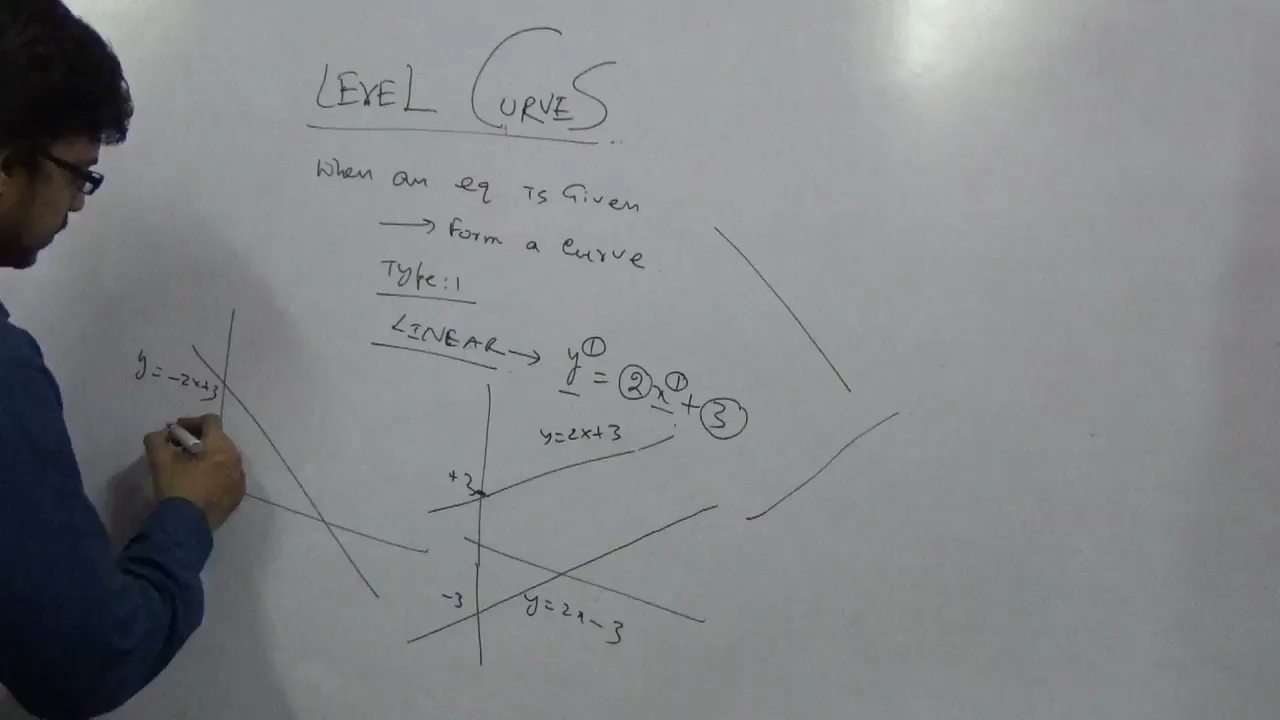 LEVEL CURVES
When an eq is Given
→ Form a Curve
Type:1
LINEAR → y① = 2x① + 3
y=-2x+3
y=2x+3
+3
-3
y=2x-3